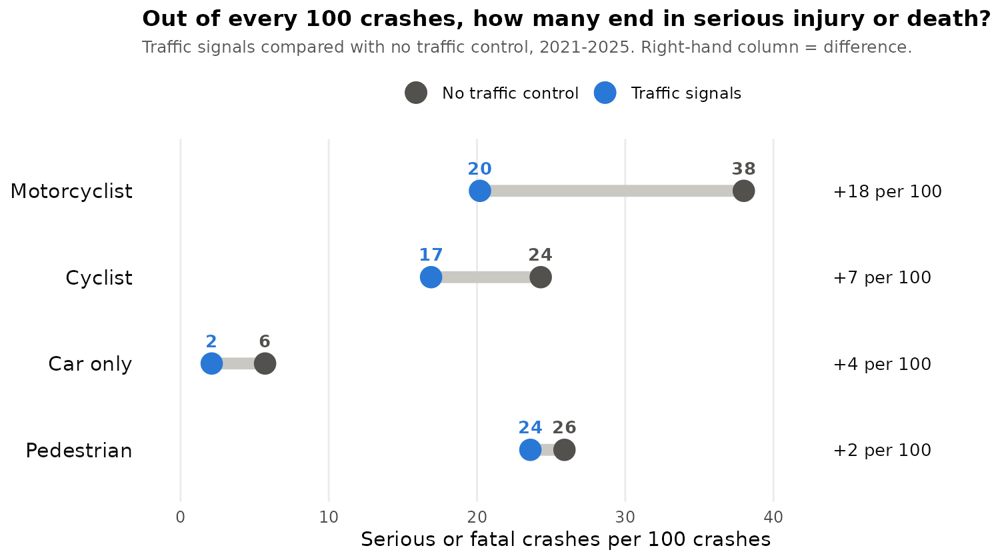 Out of every 100 crashes, how many end in serious injury or death?
Traffic signals compared with no traffic control, 2021-2025. Right-hand column = difference.
No traffic control
Traffic signals
20
38
Motorcyclist
+18 per 100
17
24
Cyclist
+7 per 100
2
6
Car only
+4 per 100
24
26
Pedestrian
+2 per 100
0
10
20
30
40
Serious or fatal crashes per 100 crashes